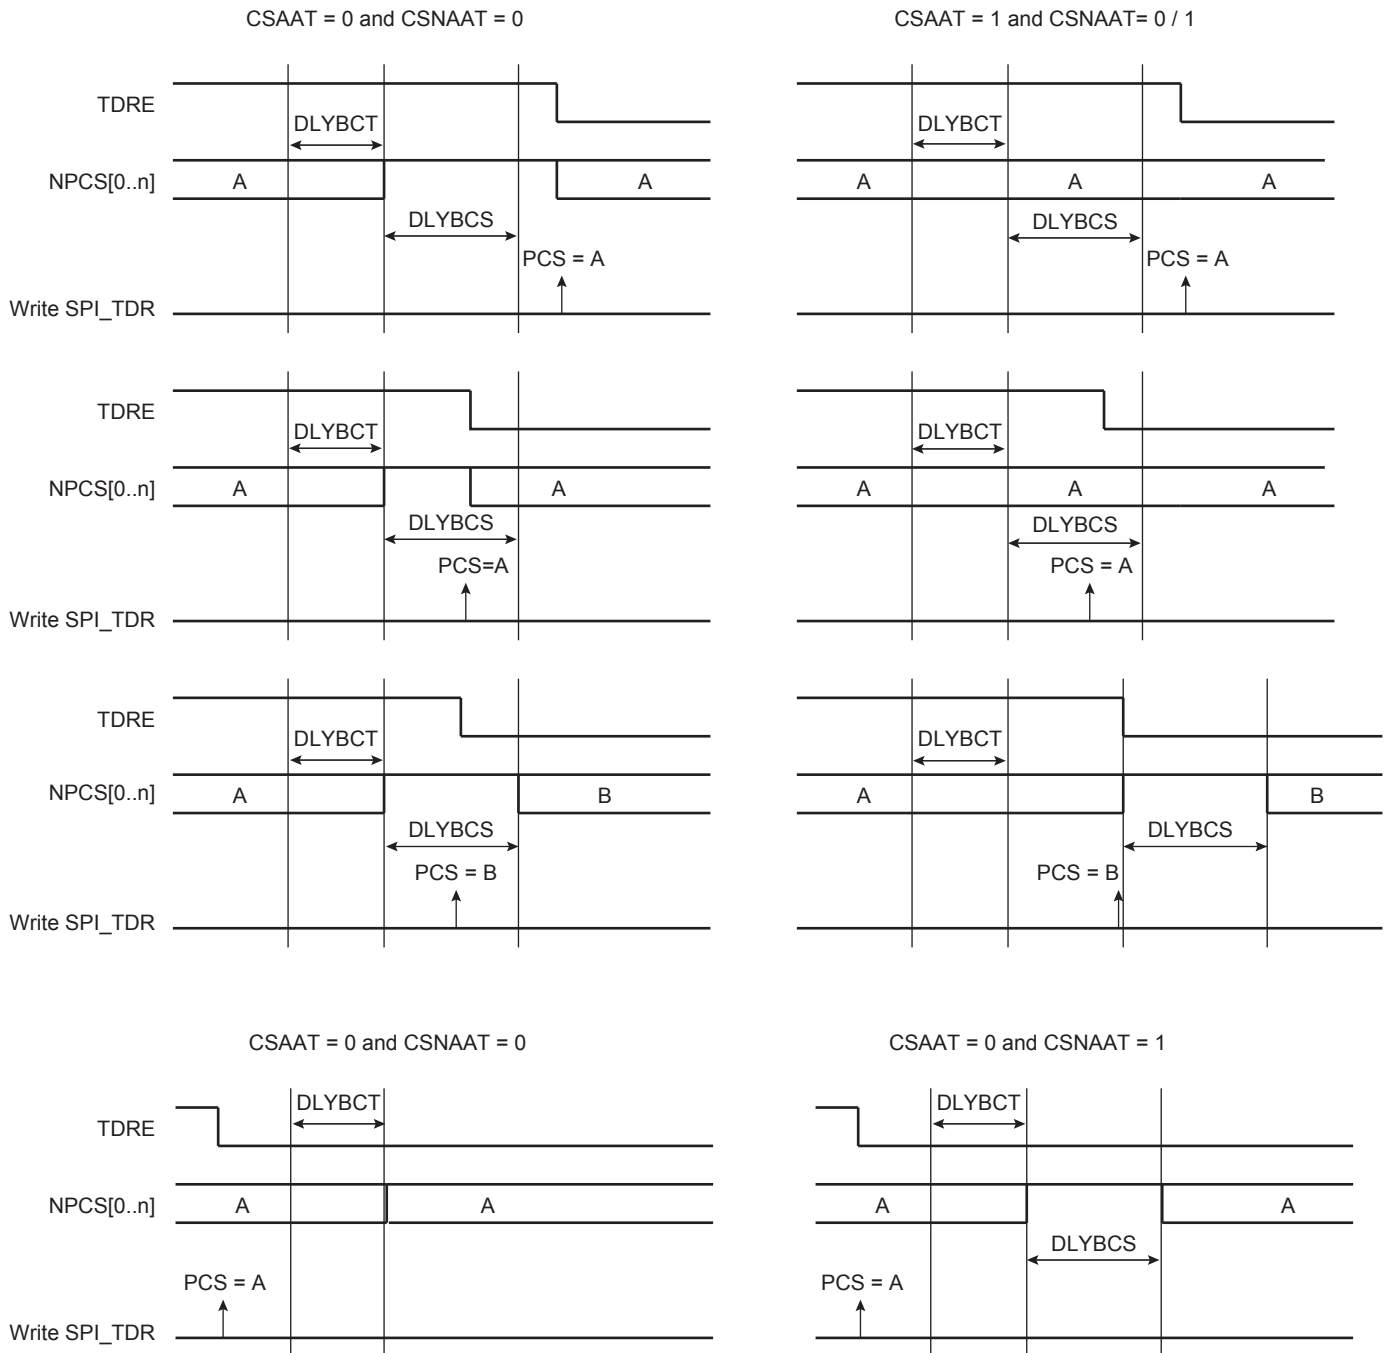 CSAAT = 0 and CSNAAT = 0
CSAAT = 1 and CSNAAT= 0 / 1
TDRE
DLYBCT
DLYBCT
NPCS[0..n]
A
A
A
A
A
DLYBCS
DLYBCS
PCS = A
PCS = A
Write SPI_TDR
TDRE
DLYBCT
DLYBCT
NPCS[0..n]
A
A
A
A
A
DLYBCS
DLYBCS
PCS=A
PCS = A
Write SPI_TDR
TDRE
DLYBCT
DLYBCT
NPCS[0..n]
A
B
A
B
DLYBCS
DLYBCS
PCS = B
PCS = B
Write SPI_TDR
CSAAT = 0 and CSNAAT = 0
CSAAT = 0 and CSNAAT = 1
TDRE
DLYBCT
DLYBCT
NPCS[0..n]
A
A
A
A
DLYBCS
PCS = A
PCS = A
Write SPI_TDR